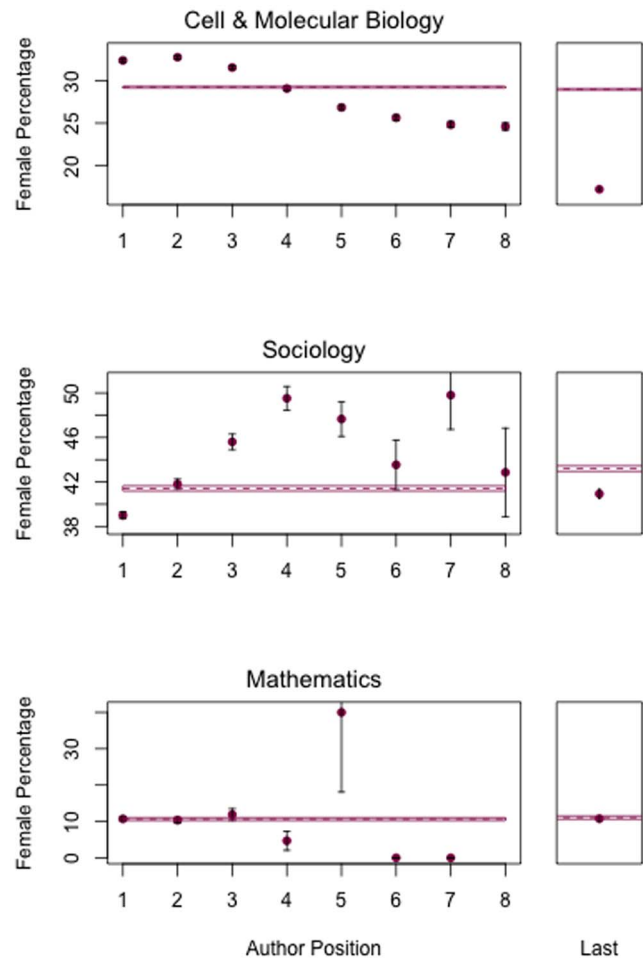 Cell & Molecular Biology
Female Percentage
30
25
20
1 2 3 4 5 6 7 8
Sociology
Female Percentage
50
46
42
38
1 2 3 4 5 6 7 8
Mathematics
Female Percentage
30
10
0
1 2 3 4 5 6 7 8
Author Position Last